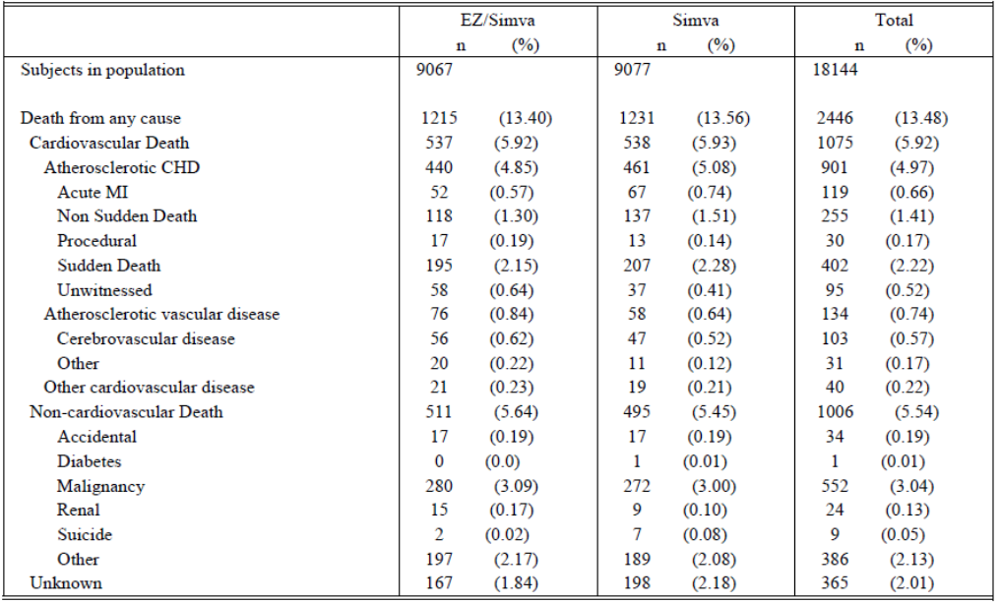 EZ/Simva Simva Total
n (%) n (%) n (%)
Subjects in population 9067 9077 18144
Death from any cause 1215 (13.40) 1231 (13.56) 2446 (13.48)
Cardiovascular Death 537 (5.92) 538 (5.93) 1075 (5.92)
Atherosclerotic CHD 440 (4.85) 461 (5.08) 901 (4.97)
Acute MI 52 (0.57) 67 (0.74) 119 (0.66)
Non Sudden Death 118 (1.30) 137 (1.51) 255 (1.41)
Procedural 17 (0.19) 13 (0.14) 30 (0.17)
Sudden Death 195 (2.15) 207 (2.28) 402 (2.22)
Unwitnessed 58 (0.64) 37 (0.41) 95 (0.52)
Atherosclerotic vascular disease 76 (0.84) 58 (0.64) 134 (0.74)
Cerebrovascular disease 56 (0.62) 47 (0.52) 103 (0.57)
Other 20 (0.22) 11 (0.12) 31 (0.17)
Other cardiovascular disease 21 (0.23) 19 (0.21) 40 (0.22)
Non-cardiovascular Death 511 (5.64) 495 (5.45) 1006 (5.54)
Accidental 17 (0.19) 17 (0.19) 34 (0.19)
Diabetes 0 (0.0) 1 (0.01) 1 (0.01)
Malignancy 280 (3.09) 272 (3.00) 552 (3.04)
Renal 15 (0.17) 9 (0.10) 24 (0.13)
Suicide 2 (0.02) 7 (0.08) 9 (0.05)
Other 197 (2.17) 189 (2.08) 386 (2.13)
Unknown 167 (1.84) 198 (2.18) 365 (2.01)